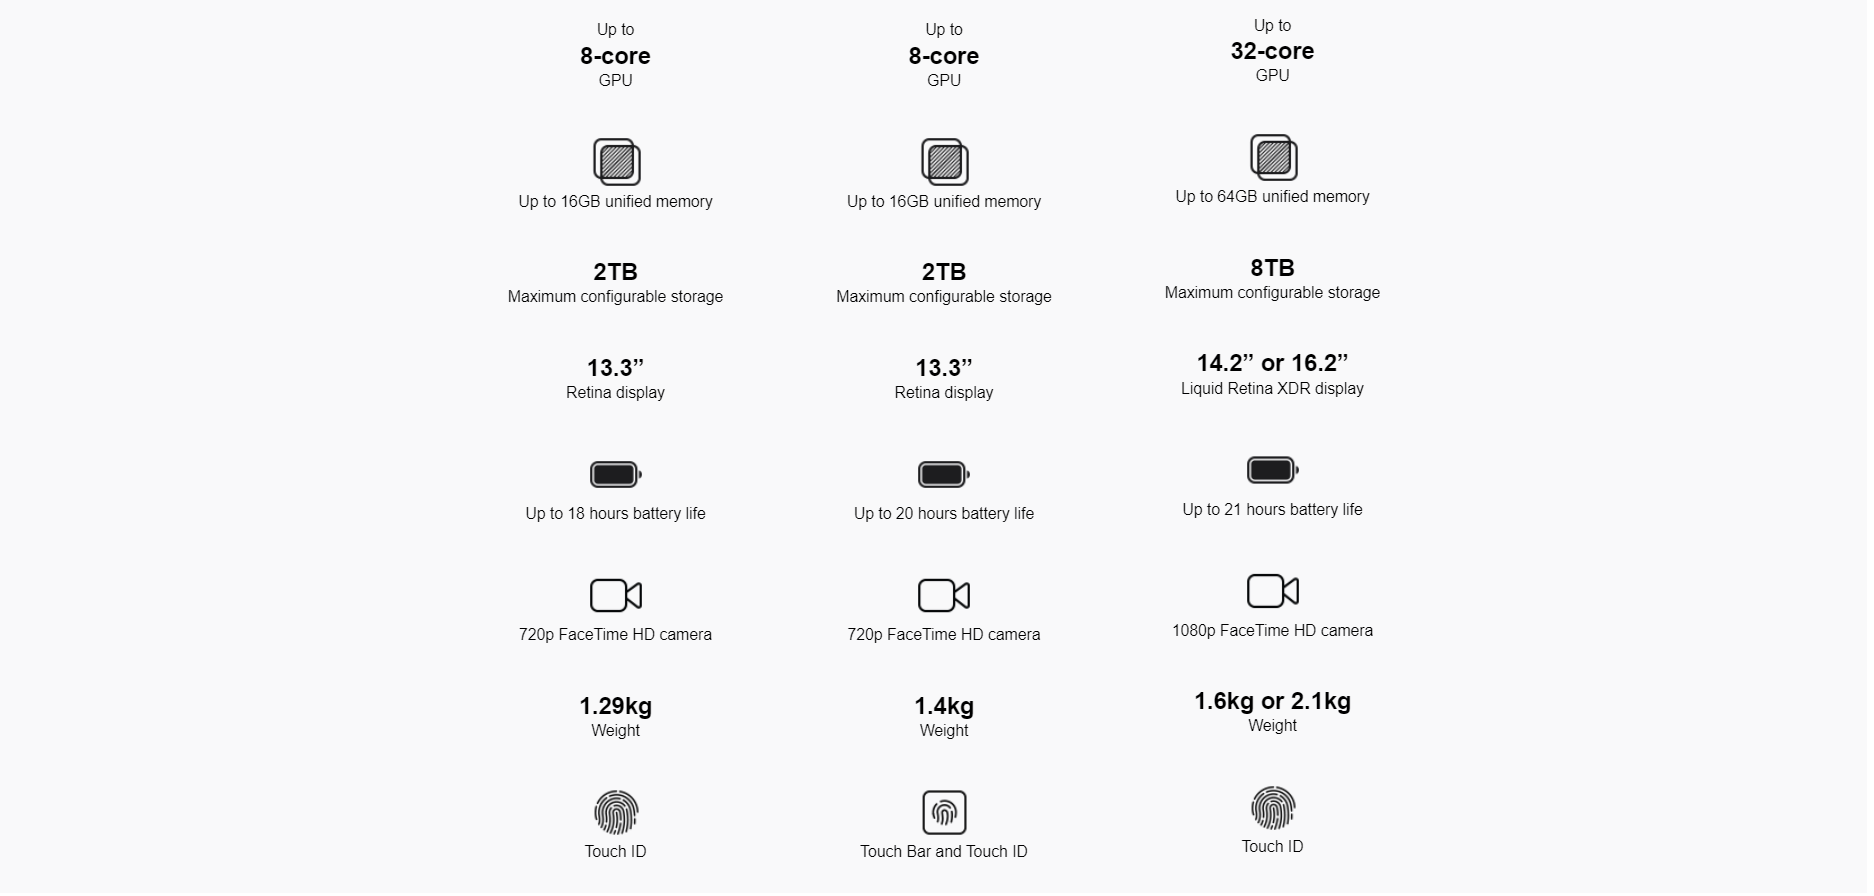 Up to
8-core
GPU
Up to
8-core
GPU
Up to
32-core
GPU
Up to 16GB unified memory
Up to 16GB unified memory
Up to 64GB unified memory
2TB
Maximum configurable storage
2TB
Maximum configurable storage
8TB
Maximum configurable storage
13.3”
Retina display
13.3”
Retina display
14.2” or 16.2”
Liquid Retina XDR display
Up to 18 hours battery life
Up to 20 hours battery life
Up to 21 hours battery life
720p FaceTime HD camera
720p FaceTime HD camera
1080p FaceTime HD camera
1.29kg
Weight
1.4kg
Weight
1.6kg or 2.1kg
Weight
Touch ID
Touch Bar and Touch ID
Touch ID